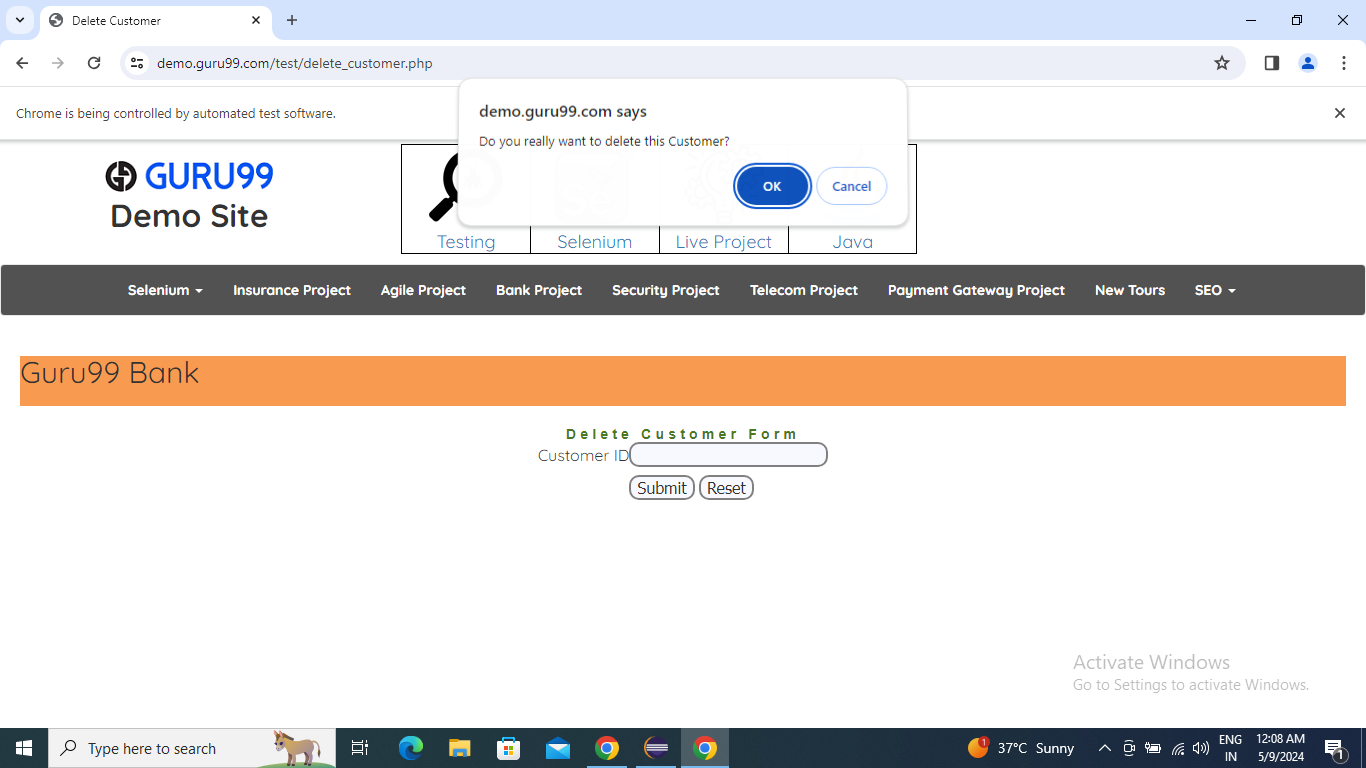 Delete Customer
demo.guru99.com/test/delete_customer.php
Chrome is being controlled by automated test software.
demo.guru99.com says
Do you really want to delete this Customer?
OK
Cancel
GURU99
Demo Site
Testing
Selenium
Live Project
Java
Selenium
Insurance Project
Agile Project
Bank Project
Security Project
Telecom Project
Payment Gateway Project
New Tours
SEO
Guru99 Bank
Delete Customer Form
Customer ID
Submit
Reset
Activate Windows
Go to Settings to activate Windows.
Type here to search
1
37°C Sunny
ENG
IN
12:08 AM
5/9/2024
1